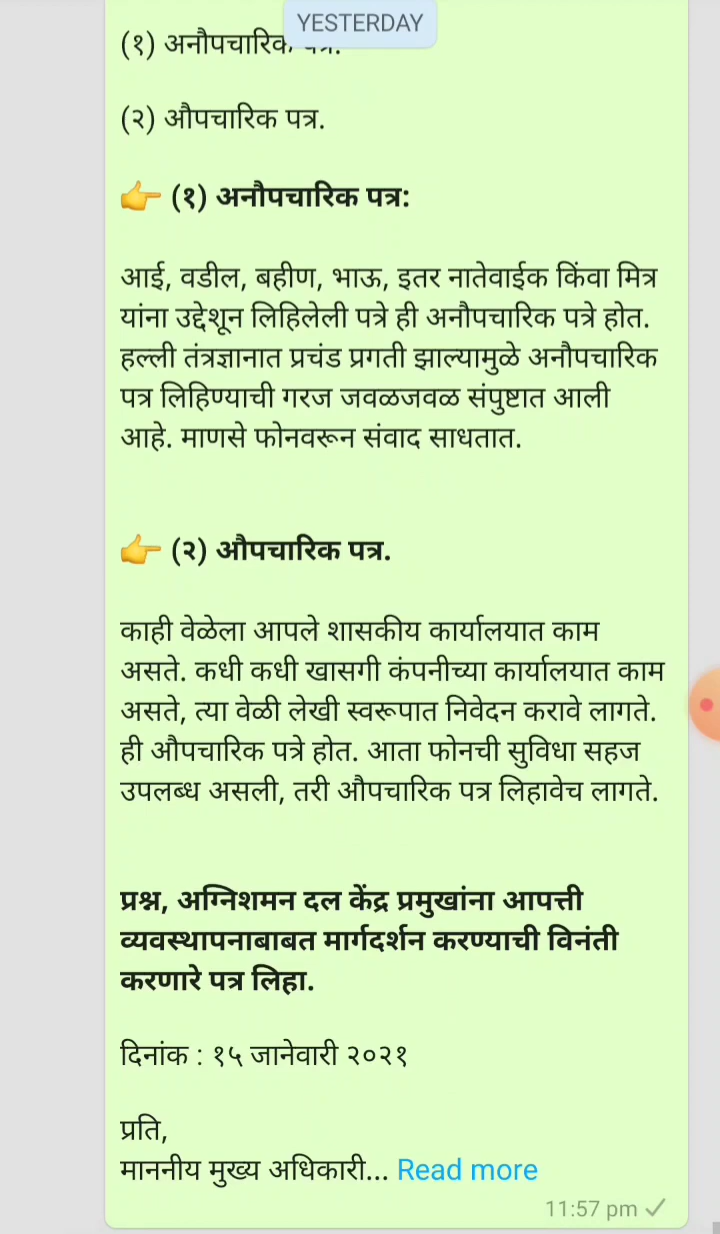 YESTERDAY
(१) अनौपचारिक
(२) औपचारिक पत्र.
👉 (१) अनौपचारिक पत्र:
आई, वडील, बहीण, भाऊ, इतर नातेवाईक किंवा मित्र
यांना उद्देशून लिहिलेली पत्रे ही अनौपचारिक पत्रे होत.
हल्ली तंत्रज्ञानात प्रचंड प्रगती झाल्यामुळे अनौपचारिक
पत्र लिहिण्याची गरज जवळजवळ संपुष्टात आली
आहे. माणसे फोनवरून संवाद साधतात.
👉 (२) औपचारिक पत्र.
काही वेळेला आपले शासकीय कार्यालयात काम
असते. कधी कधी खासगी कंपनीच्या कार्यालयात काम
असते, त्या वेळी लेखी स्वरूपात निवेदन करावे लागते.
ही औपचारिक पत्रे होत. आता फोनची सुविधा सहज
उपलब्ध असली, तरी औपचारिक पत्र लिहावेच लागते.
प्रश्न, अग्निशमन दल केंद्र प्रमुखांना आपत्ती
व्यवस्थापनाबाबत मार्गदर्शन करण्याची विनंती
करणारे पत्र लिहा.
दिनांक : १५ जानेवारी २०२१
प्रति,
माननीय मुख्य अधिकारी... Read more
11:57 pm